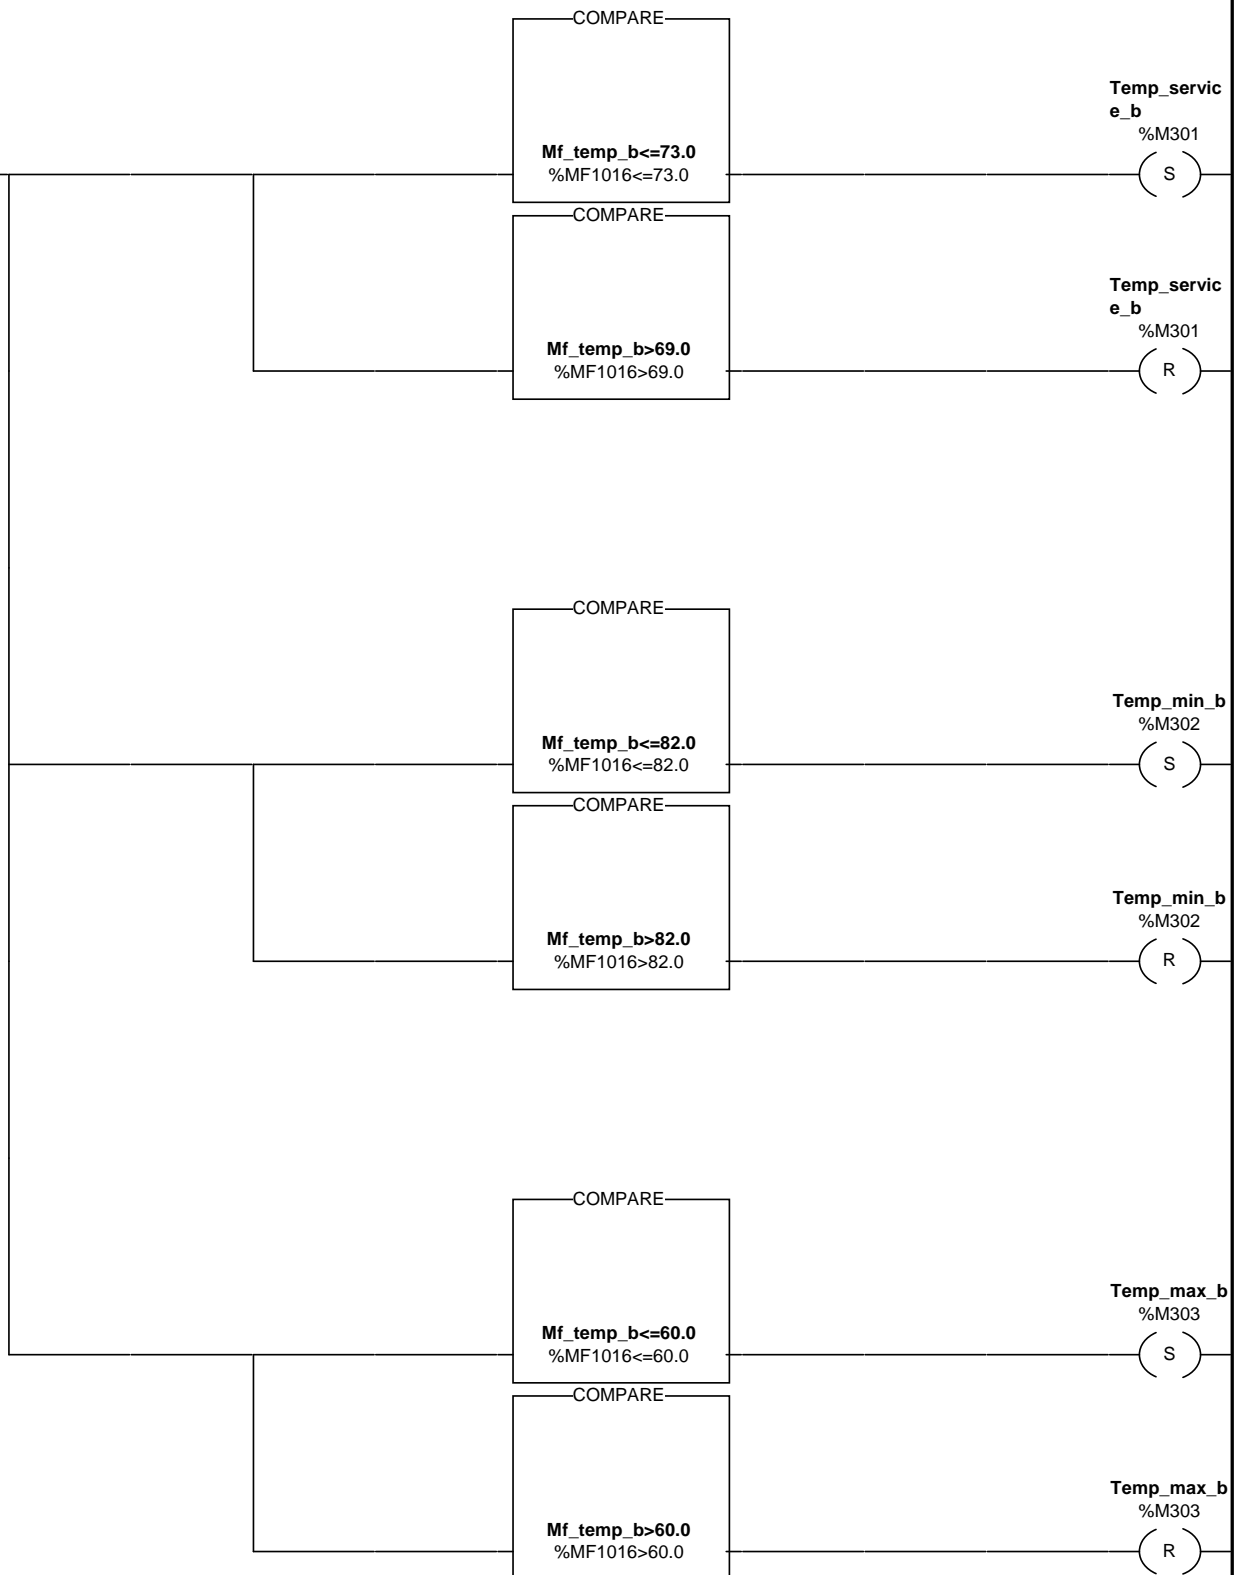 COMPARE
Temp_servic
e_b
%M301
Mf_temp_b<=73.0
%MF1016<=73.0
S
COMPARE
Temp_servic
e_b
%M301
Mf_temp_b>69.0
%MF1016>69.0
R
COMPARE
Temp_min_b
%M302
Mf_temp_b<=82.0
%MF1016<=82.0
S
COMPARE
Temp_min_b
%M302
Mf_temp_b>82.0
%MF1016>82.0
R
COMPARE
Temp_max_b
%M303
Mf_temp_b<=60.0
%MF1016<=60.0
S
COMPARE
Temp_max_b
%M303
Mf_temp_b>60.0
%MF1016>60.0
R